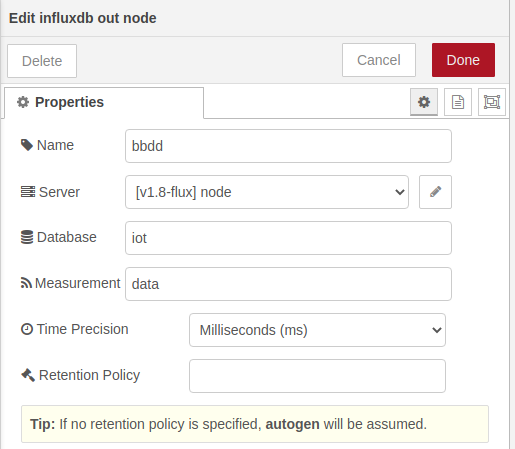 Edit influxdb out node
Delete Cancel Done
Properties
Name bbdd
Server [v1.8-flux] node
Database iot
Measurement data
Time Precision Milliseconds (ms)
Retention Policy
Tip: If no retention policy is specified, autogen will be assumed.